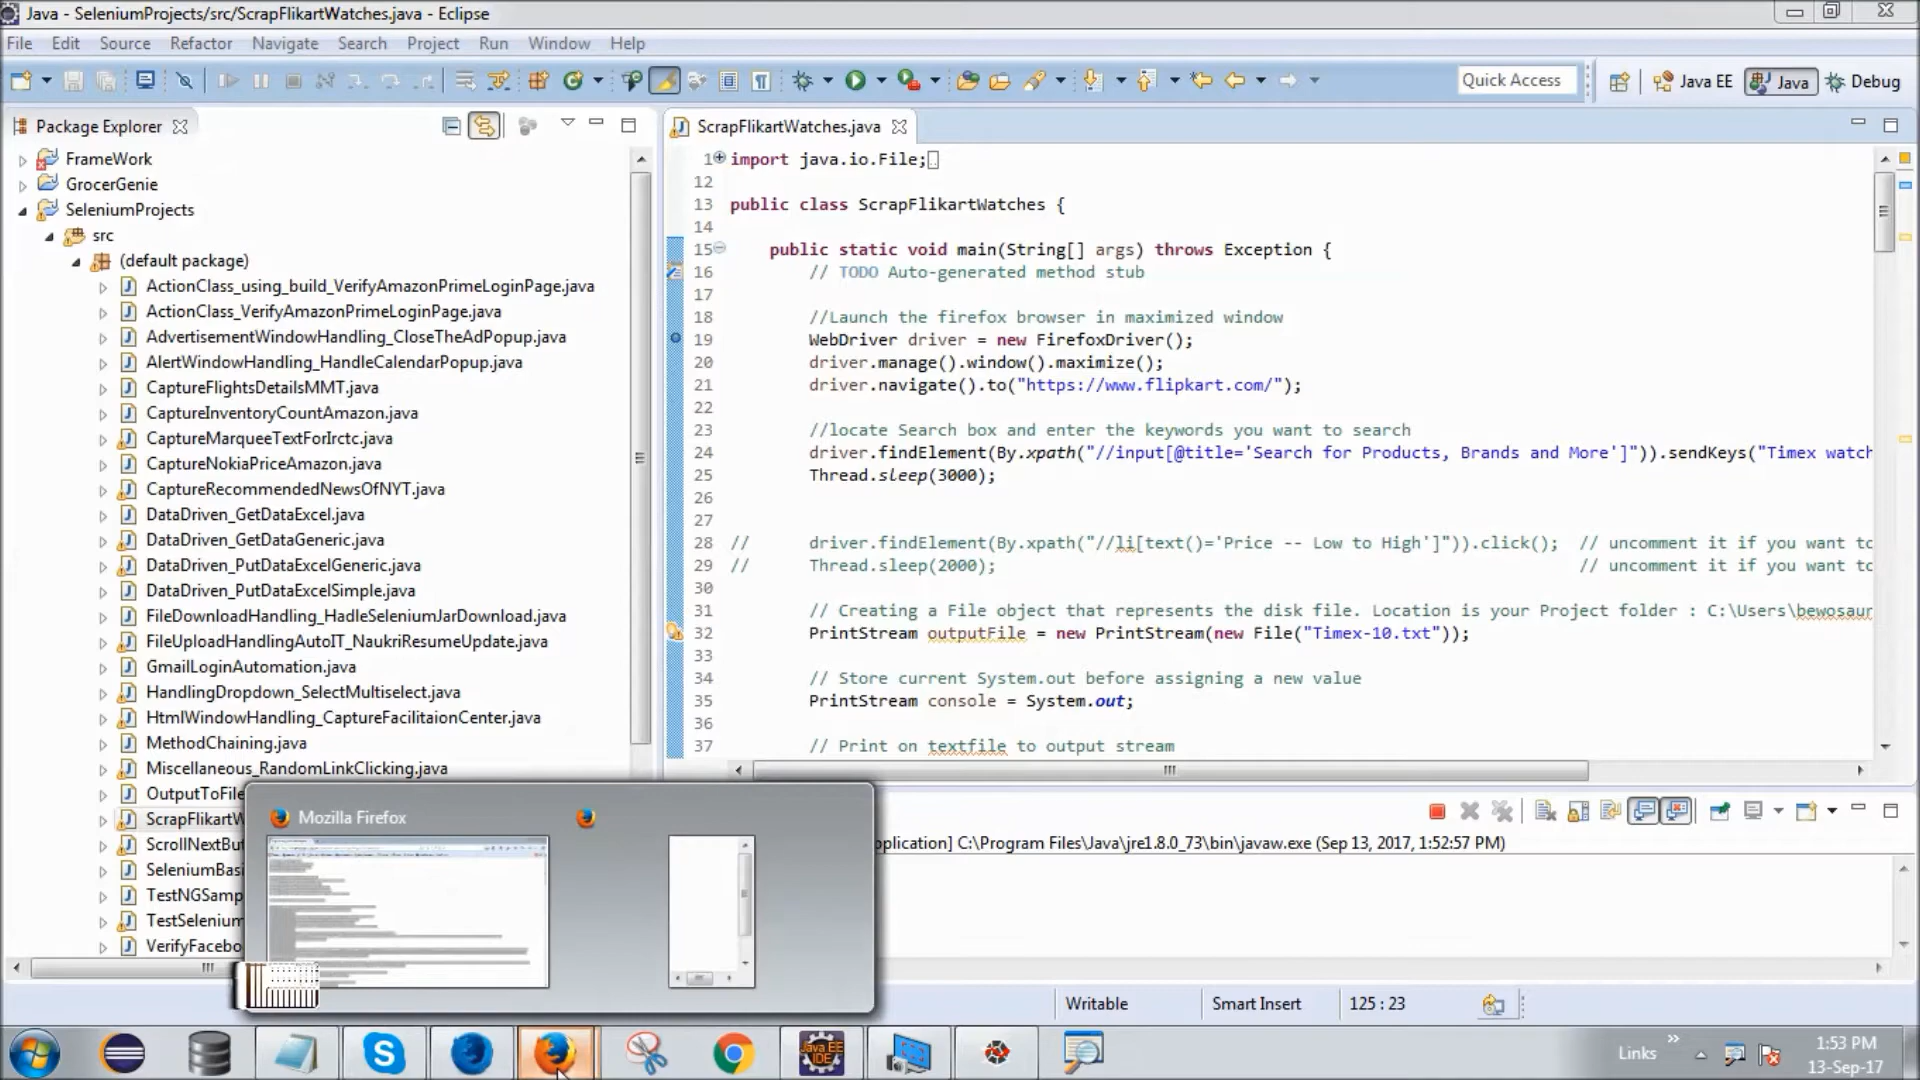 Java - SeleniumProjects/src/ScrapFlikartWatches.java - Eclipse
File Edit Source Refactor Navigate Search Project Run Window Help
Quick Access Java EE Java Debug
Package Explorer
FrameWork
GrocerGenie
SeleniumProjects
src
(default package)
ActionClass_using_build_VerifyAmazonPrimeLoginPage.java
ActionClass_VerifyAmazonPrimeLoginPage.java
AdvertisementWindowHandling_CloseTheAdPopup.java
AlertWindowHandling_HandleCalendarPopup.java
CaptureFlightsDetailsMMT.java
CaptureInventoryCountAmazon.java
CaptureMarqueeTextForIrctc.java
CaptureNokiaPriceAmazon.java
CaptureRecommendedNewsOfNYT.java
DataDriven_GetDataExcel.java
DataDriven_GetDataGeneric.java
DataDriven_PutDataExcelGeneric.java
DataDriven_PutDataExcelSimple.java
FileDownloadHandling_HadleSeleniumJarDownload.java
FileUploadHandlingAutoIT_NaukriResumeUpdate.java
GmailLoginAutomation.java
HandlingDropdown_SelectMultiselect.java
HtmlWindowHandling_CaptureFacilitaionCenter.java
MethodChaining.java
Miscellaneous_RandomLinkClicking.java
OutputToFile
ScrapFlikartW
ScrollNextBut
SeleniumBasi
TestNGSamp
TestSelenium
VerifyFacebo
ScrapFlikartWatches.java
1 import java.io.File;
12
13 public class ScrapFlikartWatches {
14
15 public static void main(String[] args) throws Exception {
16 // TODO Auto-generated method stub
17
18 //Launch the firefox browser in maximized window
19 WebDriver driver = new FirefoxDriver();
20 driver.manage().window().maximize();
21 driver.navigate().to("https://www.flipkart.com/");
22
23 //locate Search box and enter the keywords you want to search
24 driver.findElement(By.xpath("//input[@title='Search for Products, Brands and More']")).sendKeys("Timex watch
25 Thread.sleep(3000);
26
27
28 // driver.findElement(By.xpath("//li[text()='Price -- Low to High']")).click(); // uncomment it if you want to
29 // Thread.sleep(2000); // uncomment it if you want to
30
31 // Creating a File object that represents the disk file. Location is your Project folder : C:\Users\bewosaur
32 PrintStream outputFile = new PrintStream(new File("Timex-10.txt"));
33
34 // Store current System.out before assigning a new value
35 PrintStream console = System.out;
36
37 // Print on textfile to output stream
Mozilla Firefox
plication] C:\Program Files\Java\jre1.8.0_73\bin\javaw.exe (Sep 13, 2017, 1:52:57 PM)
Writable Smart Insert 125 : 23
Java EE
IDE
Links
1:53 PM
13-Sep-17